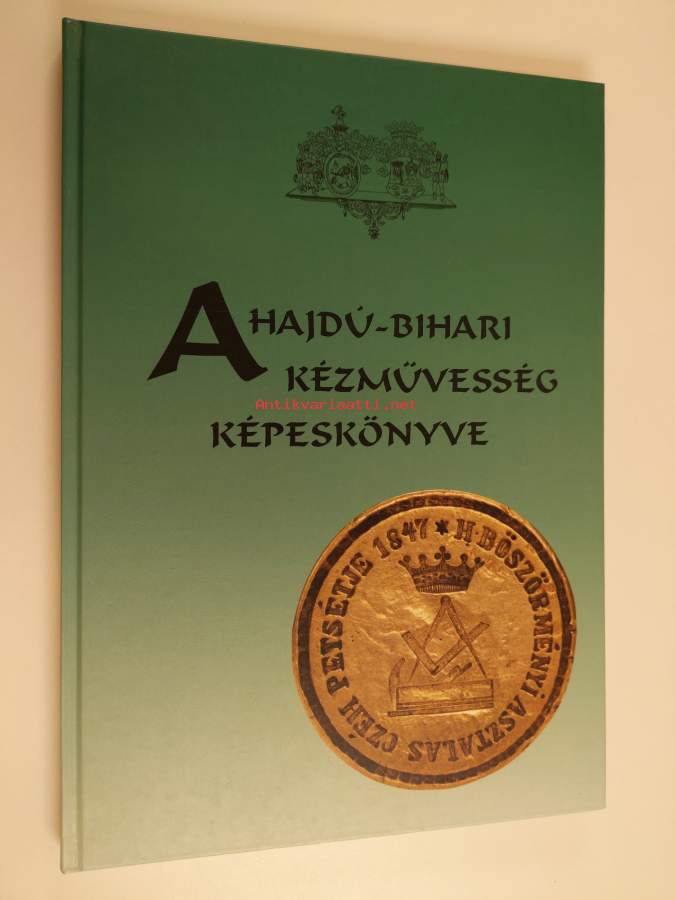 A HAJDÚ-BIHARI
KÉZMŰVESSÉG
Antikvariaatti.net
KÉPESKÖNYVE
H·BÖSZÖRMÉNYI ASZTALAS CZÉH PETSÉTJE 1847 *